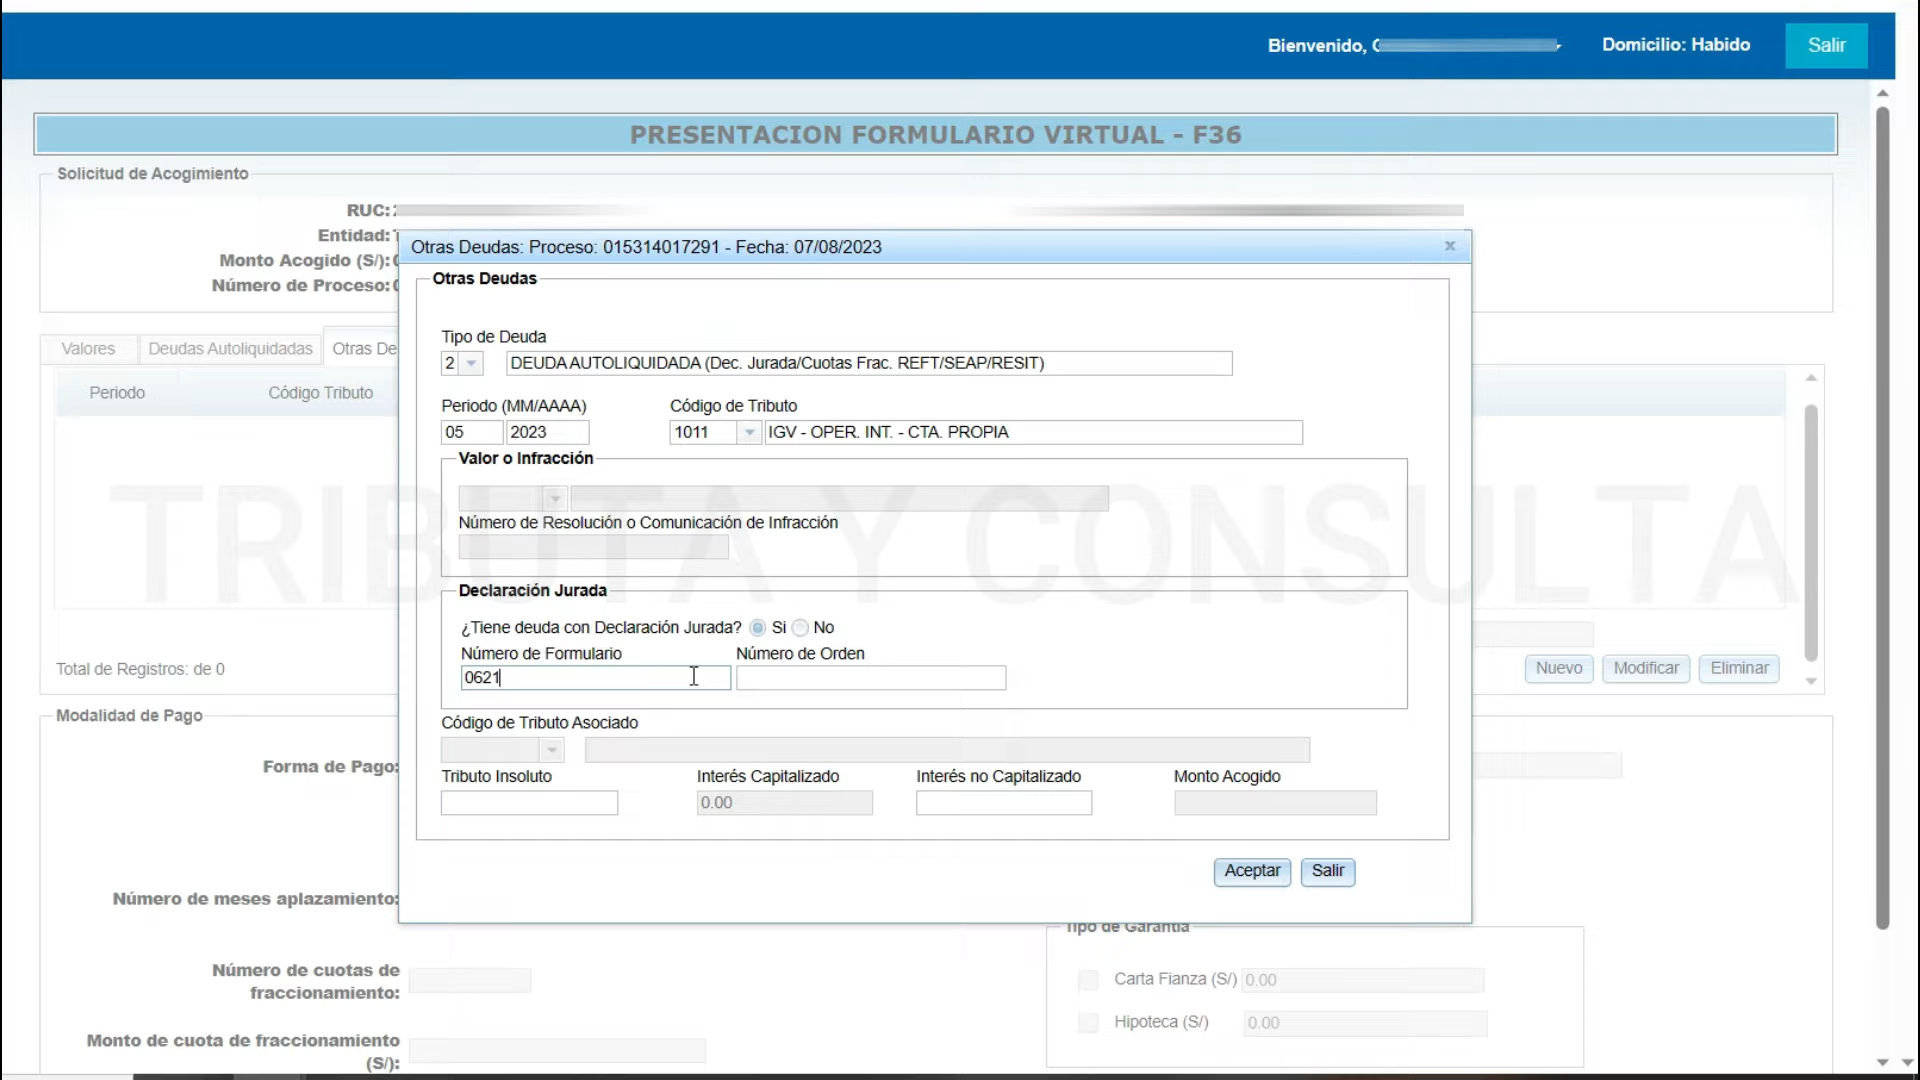 Bienvenido,
Domicilio: Habido
Salir
PRESENTACION FORMULARIO VIRTUAL - F36
Solicitud de Acogimiento
RUC:
Entidad:
Monto Acogido (S/):
Número de Proceso:
Otras Deudas: Proceso: 015314017291 - Fecha: 07/08/2023
x
Otras Deudas
Tipo de Deuda
2 DEUDA AUTOLIQUIDADA (Dec. Jurada/Cuotas Frac. REFT/SEAP/RESIT)
Valores Deudas Autoliquidadas Otras De
Periodo Código Tributo
Periodo (MM/AAAA) Código de Tributo
05 2023 1011 IGV - OPER. INT. - CTA. PROPIA
Valor o Infracción
Número de Resolución o Comunicación de Infracción
TRIBUTA Y CONSULTA
Declaración Jurada
¿Tiene deuda con Declaración Jurada? Si No
Número de Formulario Número de Orden
0621
Total de Registros: de 0
Nuevo Modificar Eliminar
Código de Tributo Asociado
Tributo Insoluto Interés Capitalizado Interés no Capitalizado Monto Acogido
0.00
Aceptar Salir
Modalidad de Pago
Forma de Pago:
Número de meses aplazamiento:
Número de cuotas de
fraccionamiento:
Monto de cuota de fraccionamiento
(S/):
Tipo de Garantía
Carta Fianza (S/) 0.00
Hipoteca (S/) 0.00